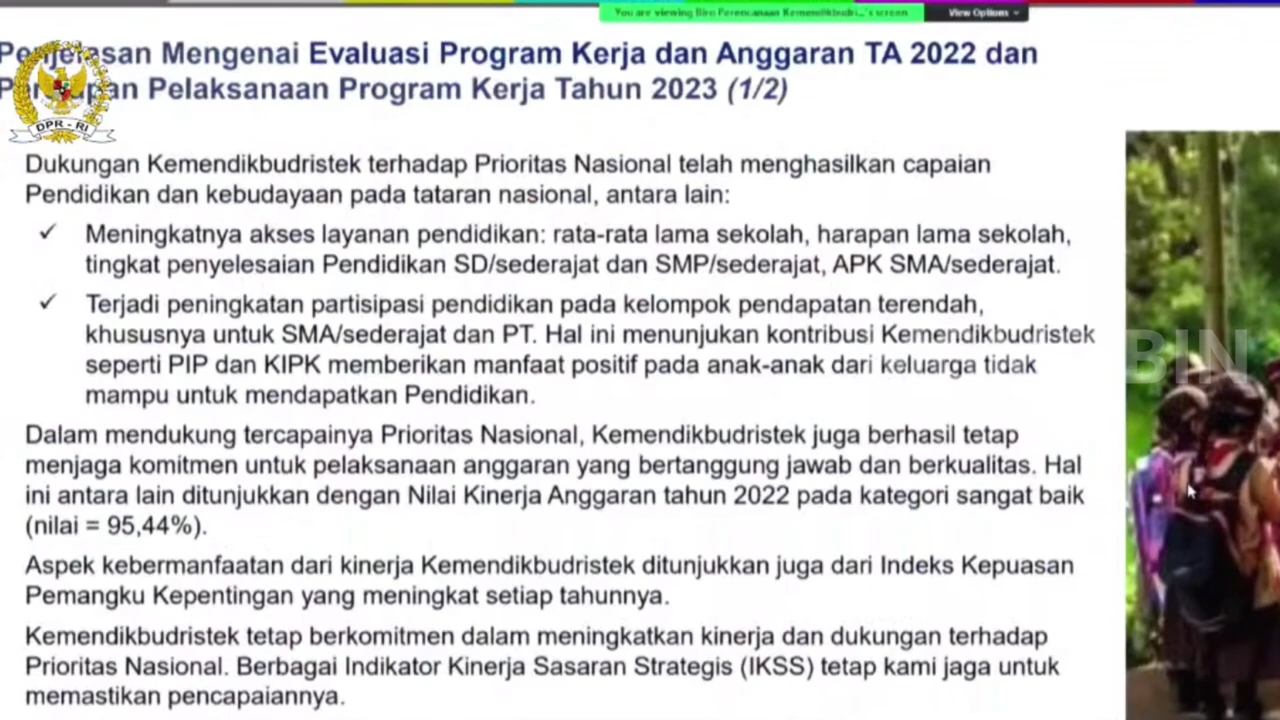 You are viewing Biro Perencanaan Kemendikbudri...'s screen
View Options
Penjelasan Mengenai Evaluasi Program Kerja dan Anggaran TA 2022 dan
Pelaksanaan Program Kerja Tahun 2023 (1/2)
DPR - RI
Dukungan Kemendikbudristek terhadap Prioritas Nasional telah menghasilkan capaian
Pendidikan dan kebudayaan pada tataran nasional, antara lain:
✓ Meningkatnya akses layanan pendidikan: rata-rata lama sekolah, harapan lama sekolah,
tingkat penyelesaian Pendidikan SD/sederajat dan SMP/sederajat, APK SMA/sederajat.
✓ Terjadi peningkatan partisipasi pendidikan pada kelompok pendapatan terendah,
khususnya untuk SMA/sederajat dan PT. Hal ini menunjukan kontribusi Kemendikbudristek
seperti PIP dan KIPK memberikan manfaat positif pada anak-anak dari keluarga tidak
mampu untuk mendapatkan Pendidikan.
Dalam mendukung tercapainya Prioritas Nasional, Kemendikbudristek juga berhasil tetap
menjaga komitmen untuk pelaksanaan anggaran yang bertanggung jawab dan berkualitas. Hal
ini antara lain ditunjukkan dengan Nilai Kinerja Anggaran tahun 2022 pada kategori sangat baik
(nilai = 95,44%).
Aspek kebermanfaatan dari kinerja Kemendikbudristek ditunjukkan juga dari Indeks Kepuasan
Pemangku Kepentingan yang meningkat setiap tahunnya.
Kemendikbudristek tetap berkomitmen dalam meningkatkan kinerja dan dukungan terhadap
Prioritas Nasional. Berbagai Indikator Kinerja Sasaran Strategis (IKSS) tetap kami jaga untuk
memastikan pencapaiannya.
BIN